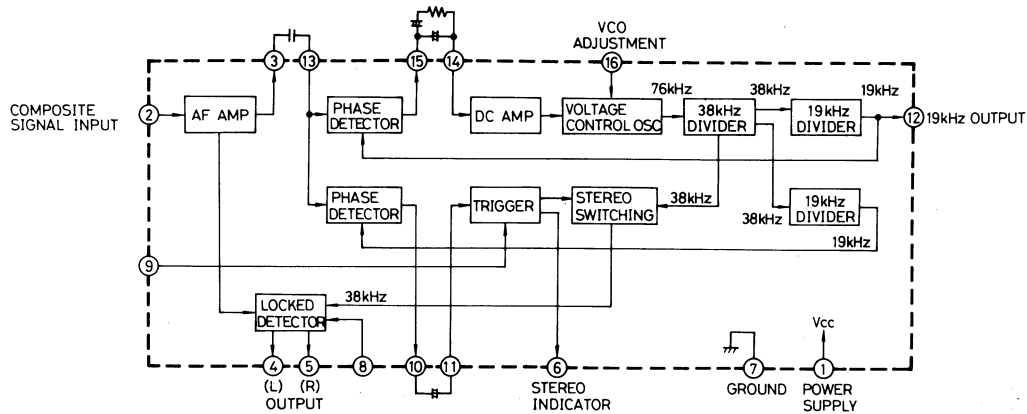 VCO
ADJUSTMENT
3
13
15
14
16
COMPOSITE
SIGNAL INPUT
2
AF AMP
PHASE
DETECTOR
DC AMP
VOLTAGE
CONTROL OSC
76kHz
38kHz
DIVIDER
38kHz
19kHz
DIVIDER
19kHz
12
19kHz OUTPUT
PHASE
DETECTOR
TRIGGER
STEREO
SWITCHING
38kHz
38kHz
19kHz
DIVIDER
19kHz
9
LOCKED
DETECTOR
38kHz
Vcc
4
5
8
10
11
6
7
1
(L)
(R)
OUTPUT
STEREO
INDICATOR
GROUND
POWER
SUPPLY